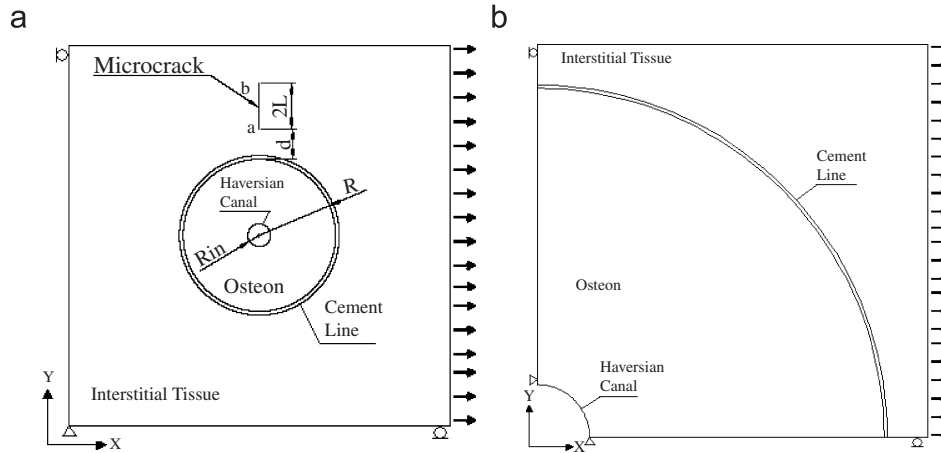 a
Microcrack
b
2L
a
d
Haversian
Canal
R
Rin
Osteon
Cement
Line
Interstitial Tissue
Y
X
b
Interstitial Tissue
Cement
Line
Osteon
Haversian
Canal
Y
X